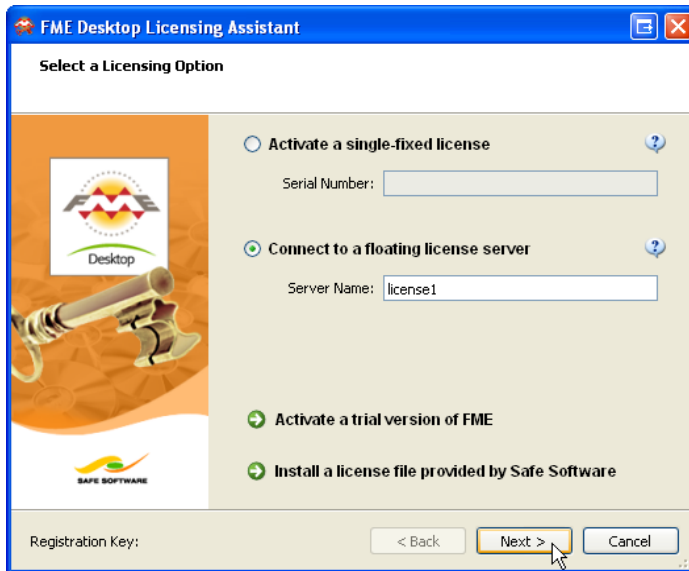 FME Desktop Licensing Assistant
Select a Licensing Option
FME
Desktop
SAFE SOFTWARE
Activate a single-fixed license
Serial Number:
Connect to a floating license server
Server Name: license1
Activate a trial version of FME
Install a license file provided by Safe Software
Registration Key:
< Back Next > Cancel